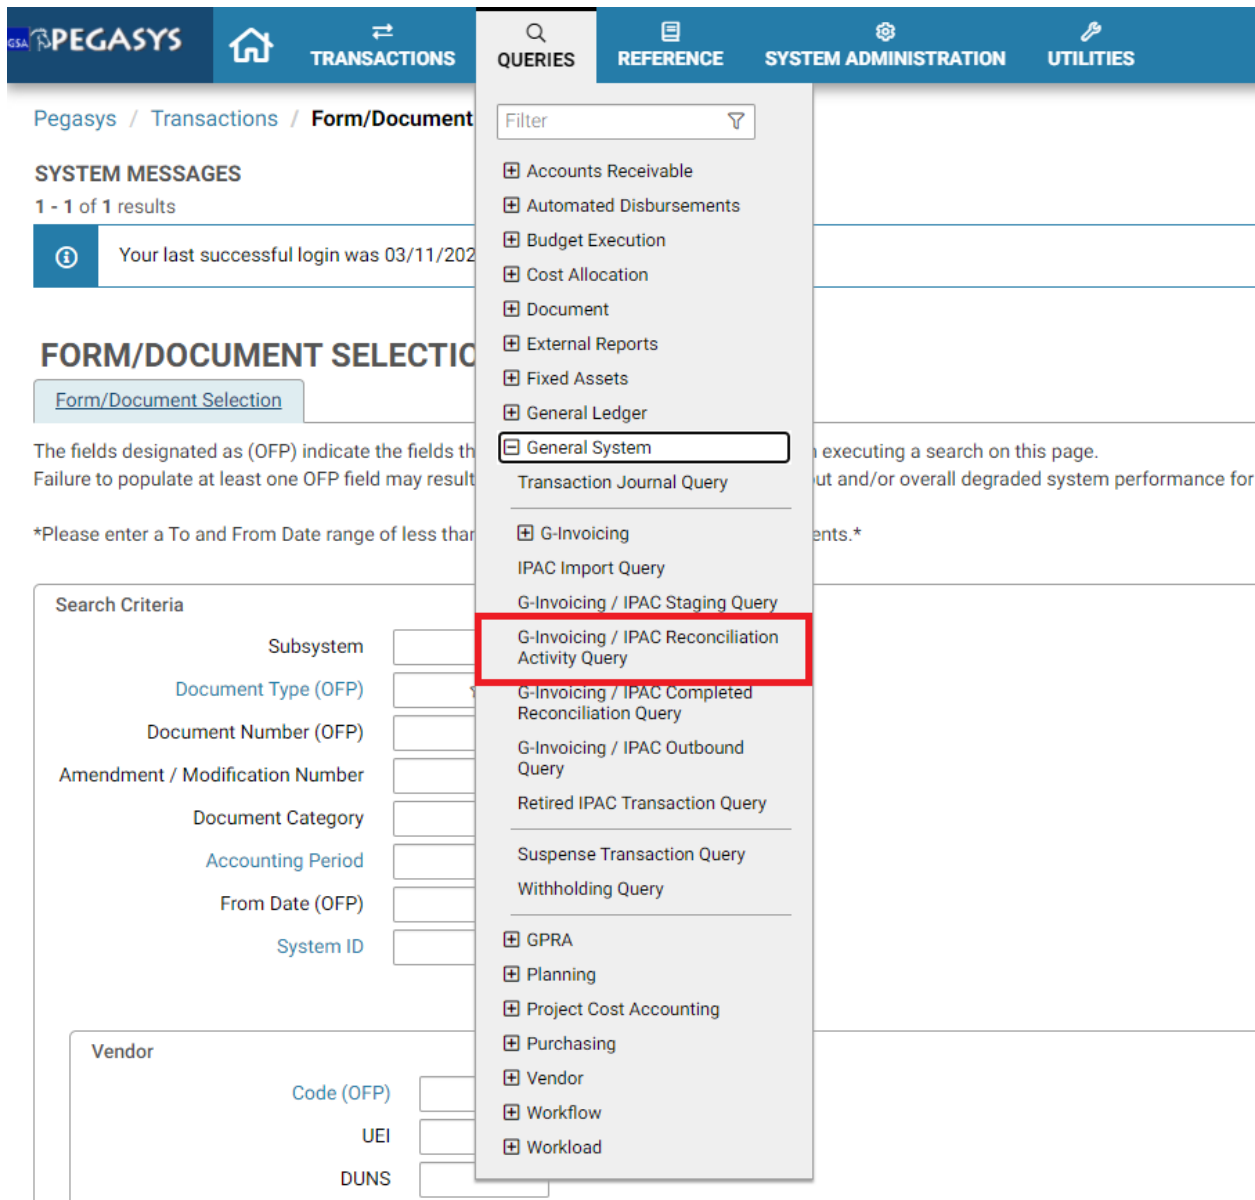 GSA PEGASYS
TRANSACTIONS
QUERIES
REFERENCE
SYSTEM ADMINISTRATION
UTILITIES
Pegasys / Transactions / Form/Document
SYSTEM MESSAGES
1 - 1 of 1 results
Your last successful login was 03/11/202
FORM/DOCUMENT SELECTIO
Form/Document Selection
The fields designated as (OFP) indicate the fields th
executing a search on this page.
Failure to populate at least one OFP field may result
out and/or overall degraded system performance for
*Please enter a To and From Date range of less than
ents.*
Search Criteria
Subsystem
Document Type (OFP)
Document Number (OFP)
Amendment / Modification Number
Document Category
Accounting Period
From Date (OFP)
System ID
Vendor
Code (OFP)
UEI
DUNS
Filter
Accounts Receivable
Automated Disbursements
Budget Execution
Cost Allocation
Document
External Reports
Fixed Assets
General Ledger
General System
Transaction Journal Query
G-Invoicing
IPAC Import Query
G-Invoicing / IPAC Staging Query
G-Invoicing / IPAC Reconciliation
Activity Query
G-Invoicing / IPAC Completed
Reconciliation Query
G-Invoicing / IPAC Outbound
Query
Retired IPAC Transaction Query
Suspense Transaction Query
Withholding Query
GPRA
Planning
Project Cost Accounting
Purchasing
Vendor
Workflow
Workload